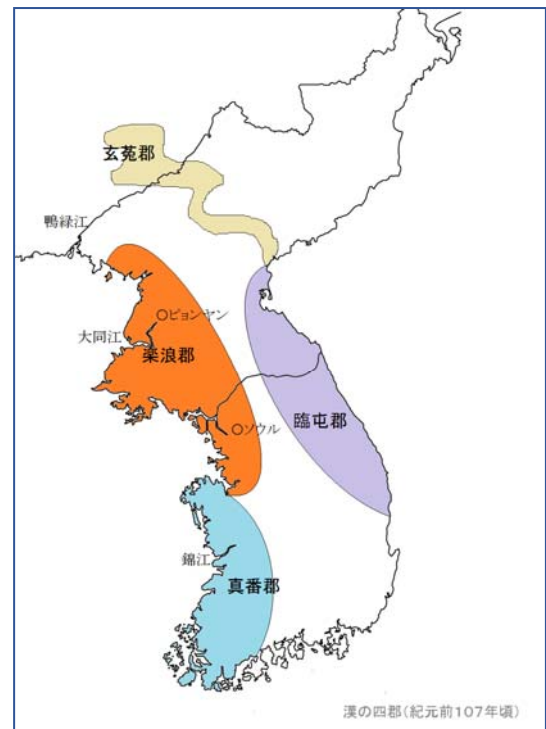 玄菟郡
鴨緑江
○ピョンヤン
大同江
楽浪郡
臨屯郡
○ソウル
錦江
真番郡
漢の四郡(紀元前107年頃)